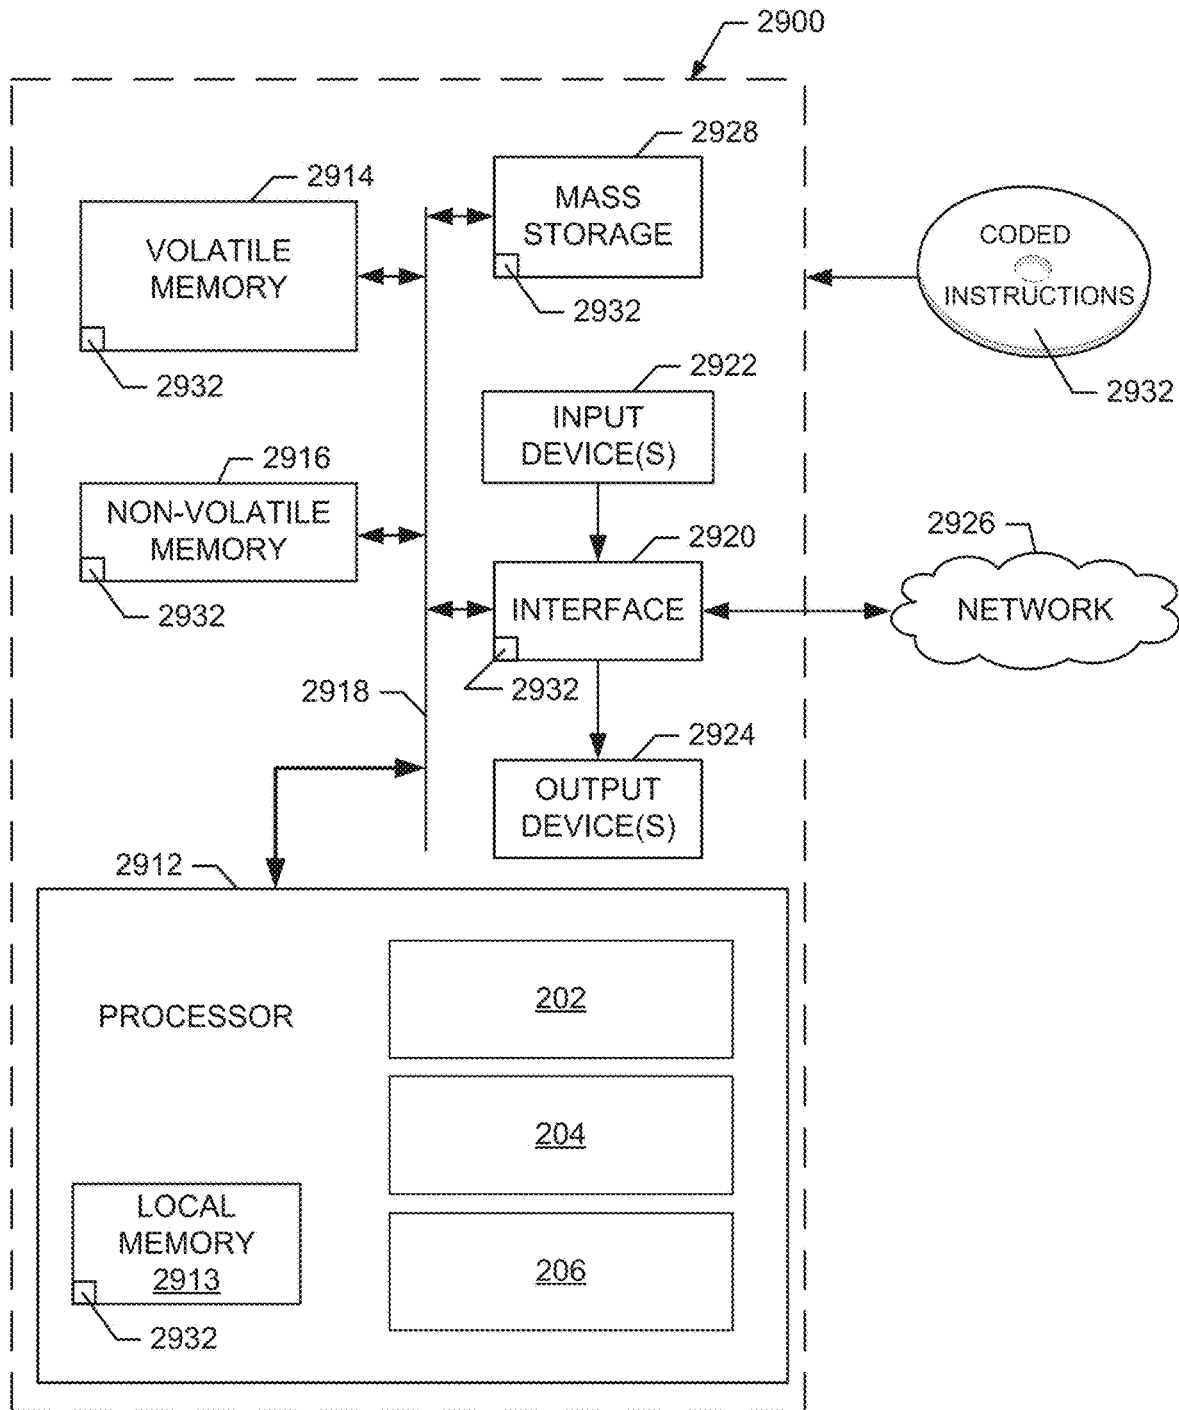 2900
2928
MASS
STORAGE
2932
2914
VOLATILE
MEMORY
2932
CODED
INSTRUCTIONS
2932
2922
INPUT
DEVICE(S)
2916
NON-VOLATILE
MEMORY
2932
2920
INTERFACE
2932
2926
NETWORK
2918
2924
OUTPUT
DEVICE(S)
2912
PROCESSOR
202
204
206
LOCAL
MEMORY
2913
2932